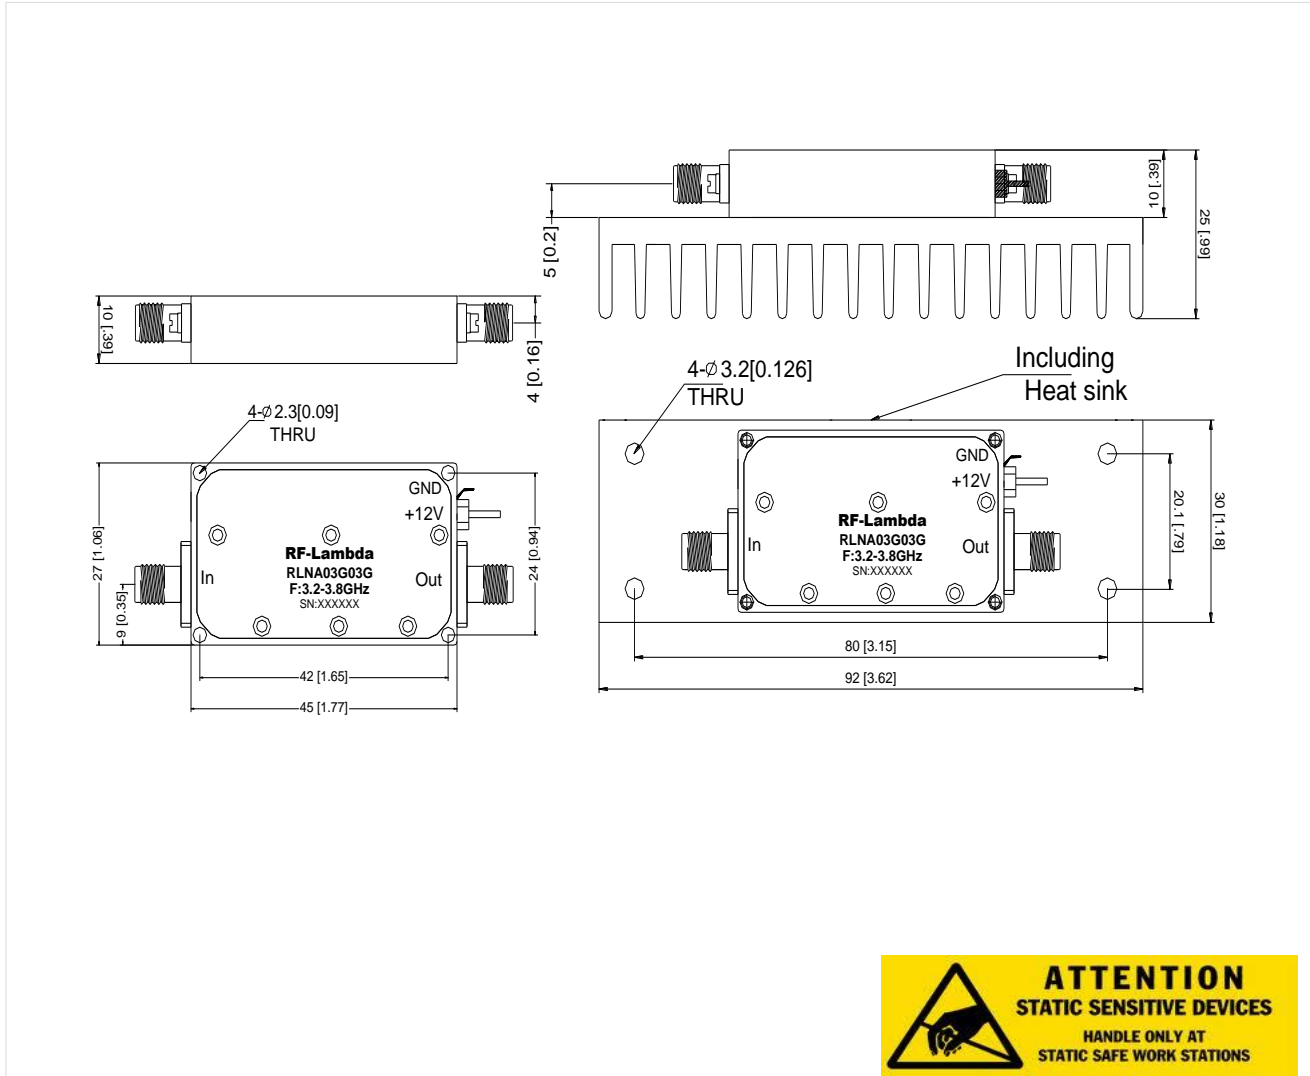 10 [.39]
25 [.99]
5 [0.2]
10 [.39]
4 [0.16]
4-∅3.2[0.126]
THRU
Including
Heat sink
4-∅2.3[0.09]
THRU
GND
+12V
RF-Lambda
RLNA03G03G
F:3.2-3.8GHz
SN:XXXXXX
In
Out
27 [1.06]
9 [0.35]
24 [0.94]
42 [1.65]
45 [1.77]
GND
+12V
RF-Lambda
RLNA03G03G
F:3.2-3.8GHz
SN:XXXXXX
In
Out
20.1 [.79]
30 [1.18]
80 [3.15]
92 [3.62]
ATTENTION
STATIC SENSITIVE DEVICES
HANDLE ONLY AT
STATIC SAFE WORK STATIONS